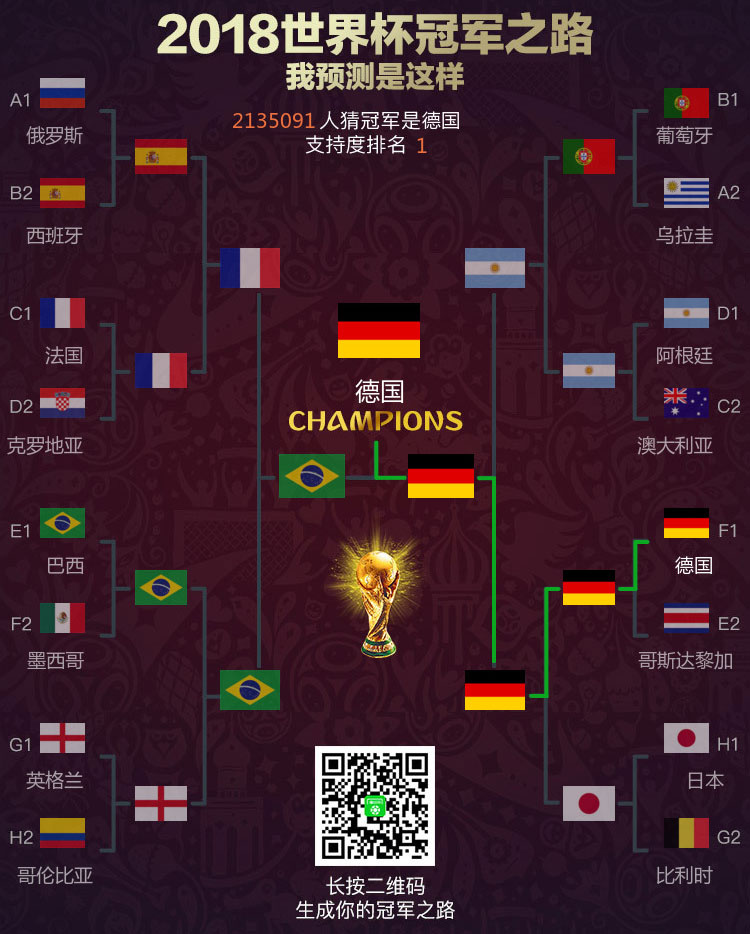 2018世界杯冠军之路
我预测是这样
2135091人猜冠军是德国
支持度排名 1
A1
俄罗斯
B2
西班牙
C1
法国
D2
克罗地亚
E1
巴西
F2
墨西哥
G1
英格兰
H2
哥伦比亚
德国
CHAMPIONS
B1
葡萄牙
A2
乌拉圭
D1
阿根廷
C2
澳大利亚
F1
德国
E2
哥斯达黎加
H1
日本
G2
比利时
长按二维码
生成你的冠军之路